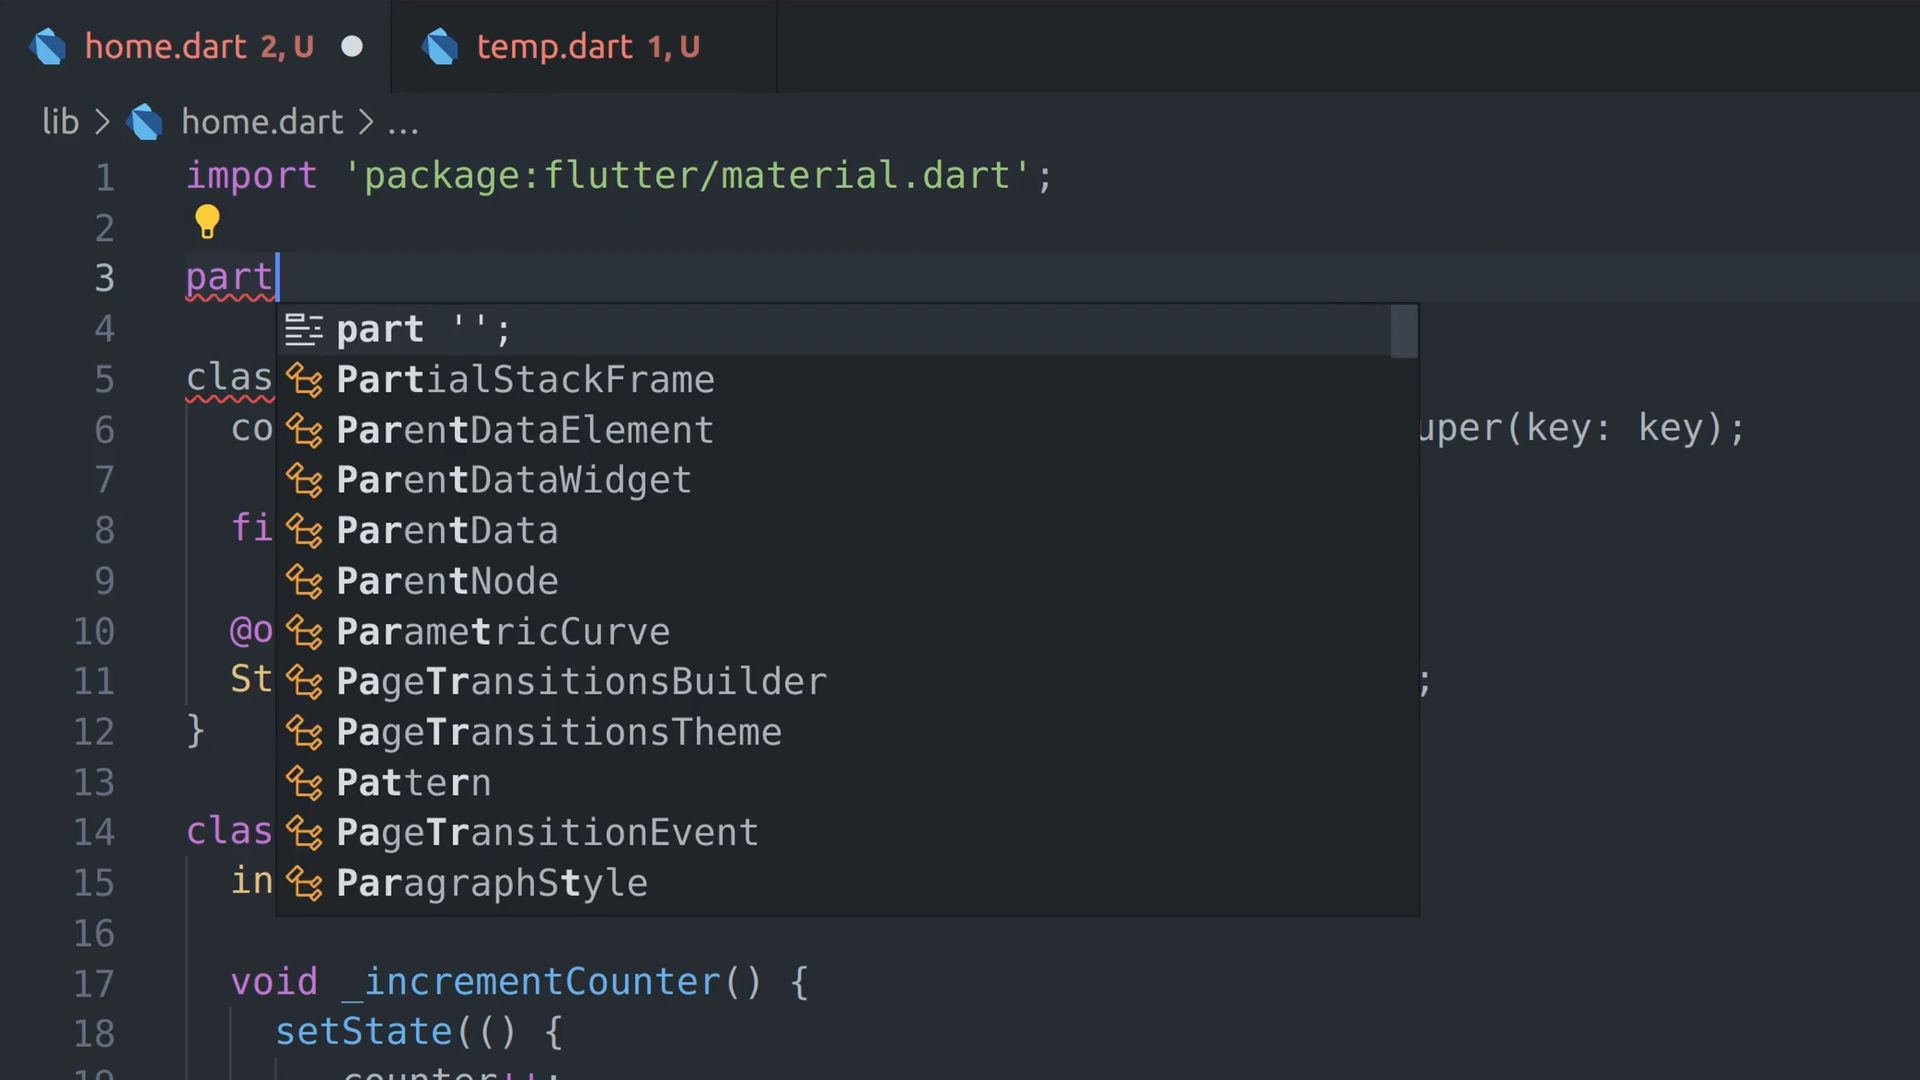 home.dart 2, U
temp.dart 1, U
lib > home.dart > ...
1 import 'package:flutter/material.dart';
2
3 part
part '';
4
PartialStackFrame
5 clas
ParentDataElement
6 co uper(key: key);
ParentDataWidget
7
ParentData
8 fi
ParentNode
9
ParametricCurve
10 @o
PageTransitionsBuilder
11 St ;
PageTransitionsTheme
12 }
Pattern
13
PageTransitionEvent
14 clas
ParagraphStyle
15 in
16
17 void _incrementCounter() {
18 setState(() {